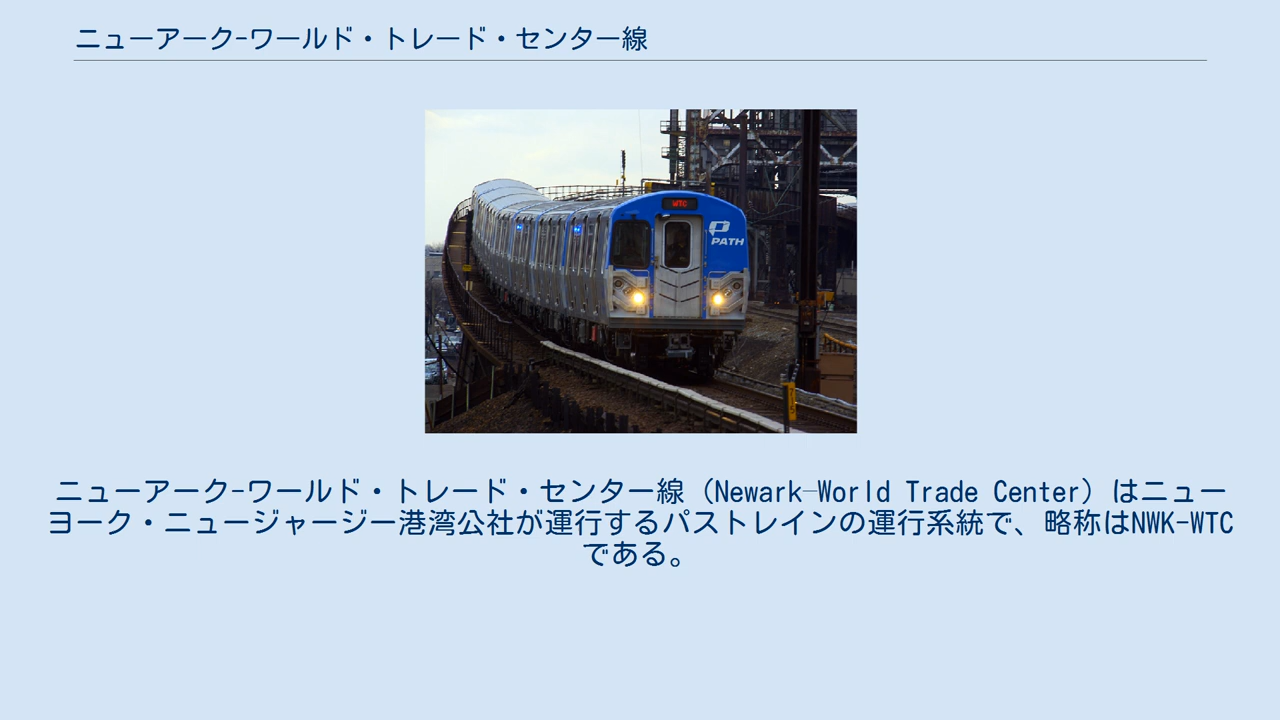 ニューアーク-ワールド・トレード・センター線
WTC
PATH
ニューアーク-ワールド・トレード・センター線（Newark–World Trade Center）はニュー
ヨーク・ニュージャージー港湾公社が運行するパストレインの運行系統で、略称はNWK-WTC
である。